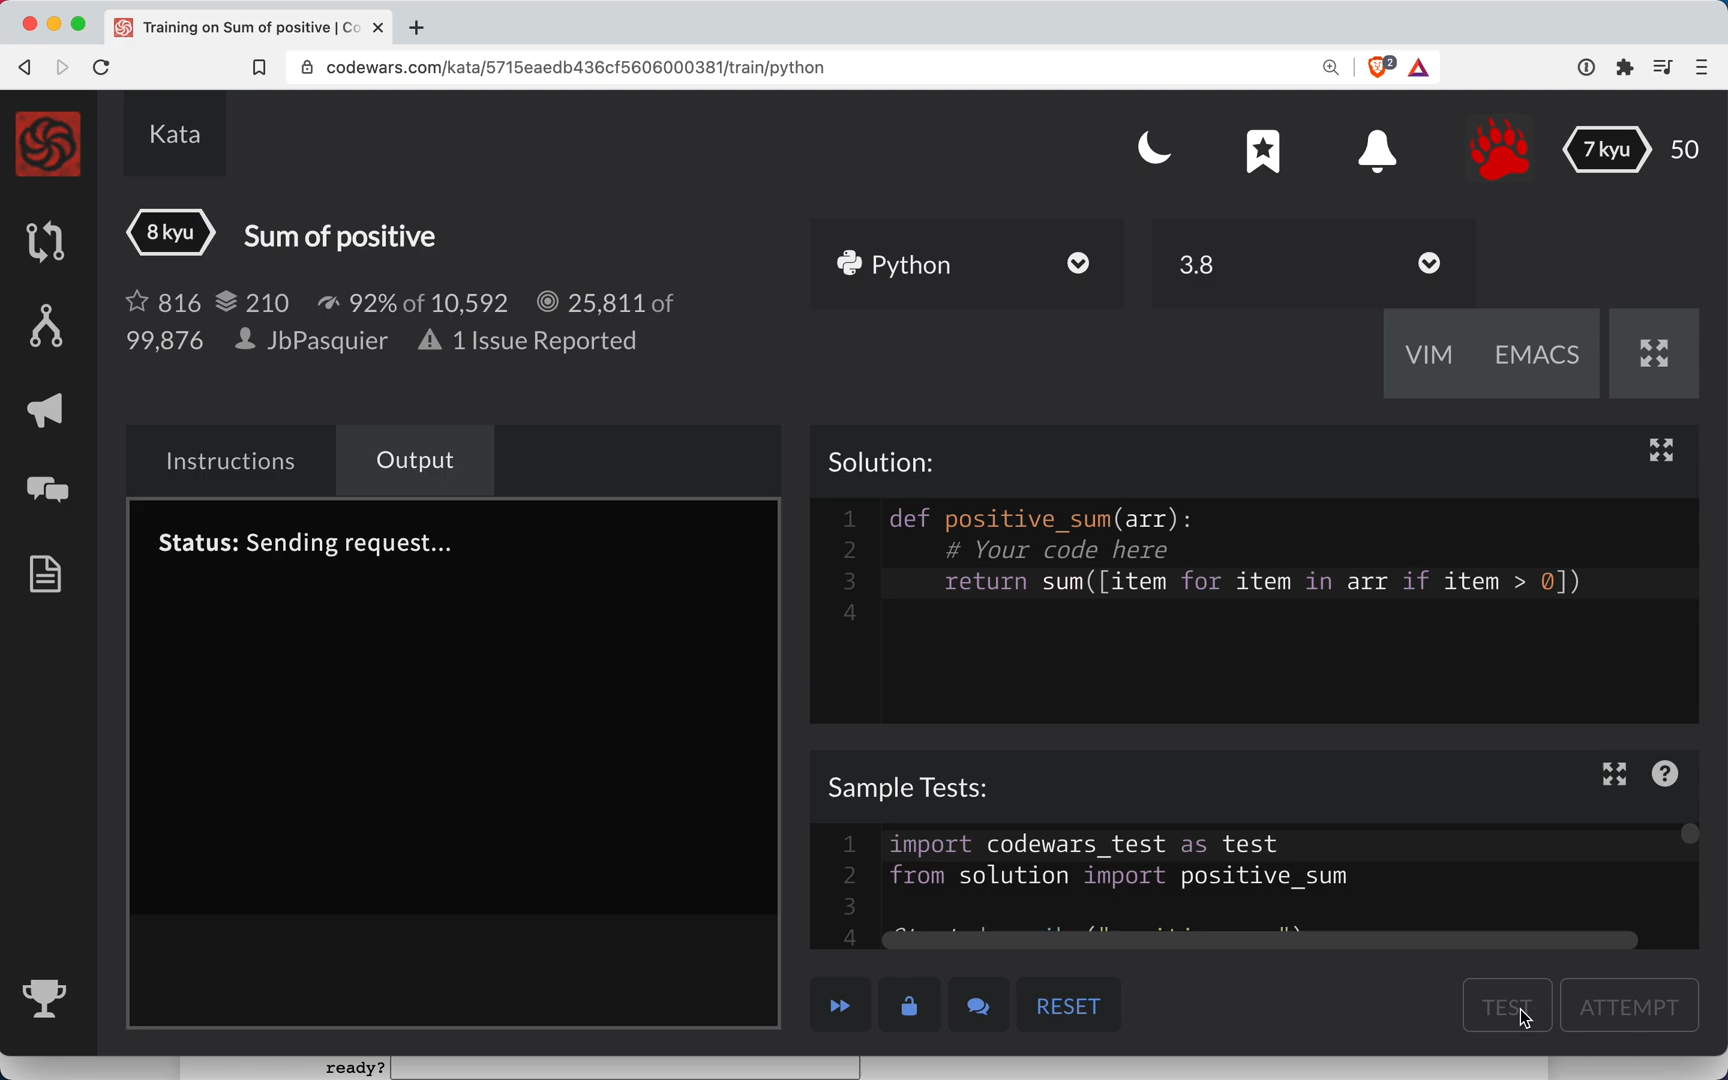 Training on Sum of positive | Co
codewars.com/kata/5715eaedb436cf5606000381/train/python
2
Kata
7 kyu
50
8 kyu
Sum of positive
Python
3.8
816 210 92% of 10,592 25,811 of
99,876 JbPasquier 1 Issue Reported
VIM EMACS
Instructions
Output
Status: Sending request...
Solution:
1 def positive_sum(arr):
2 # Your code here
3 return sum([item for item in arr if item > 0])
4
Sample Tests:
1 import codewars_test as test
2 from solution import positive_sum
3
4
RESET
TEST
ATTEMPT
ready?